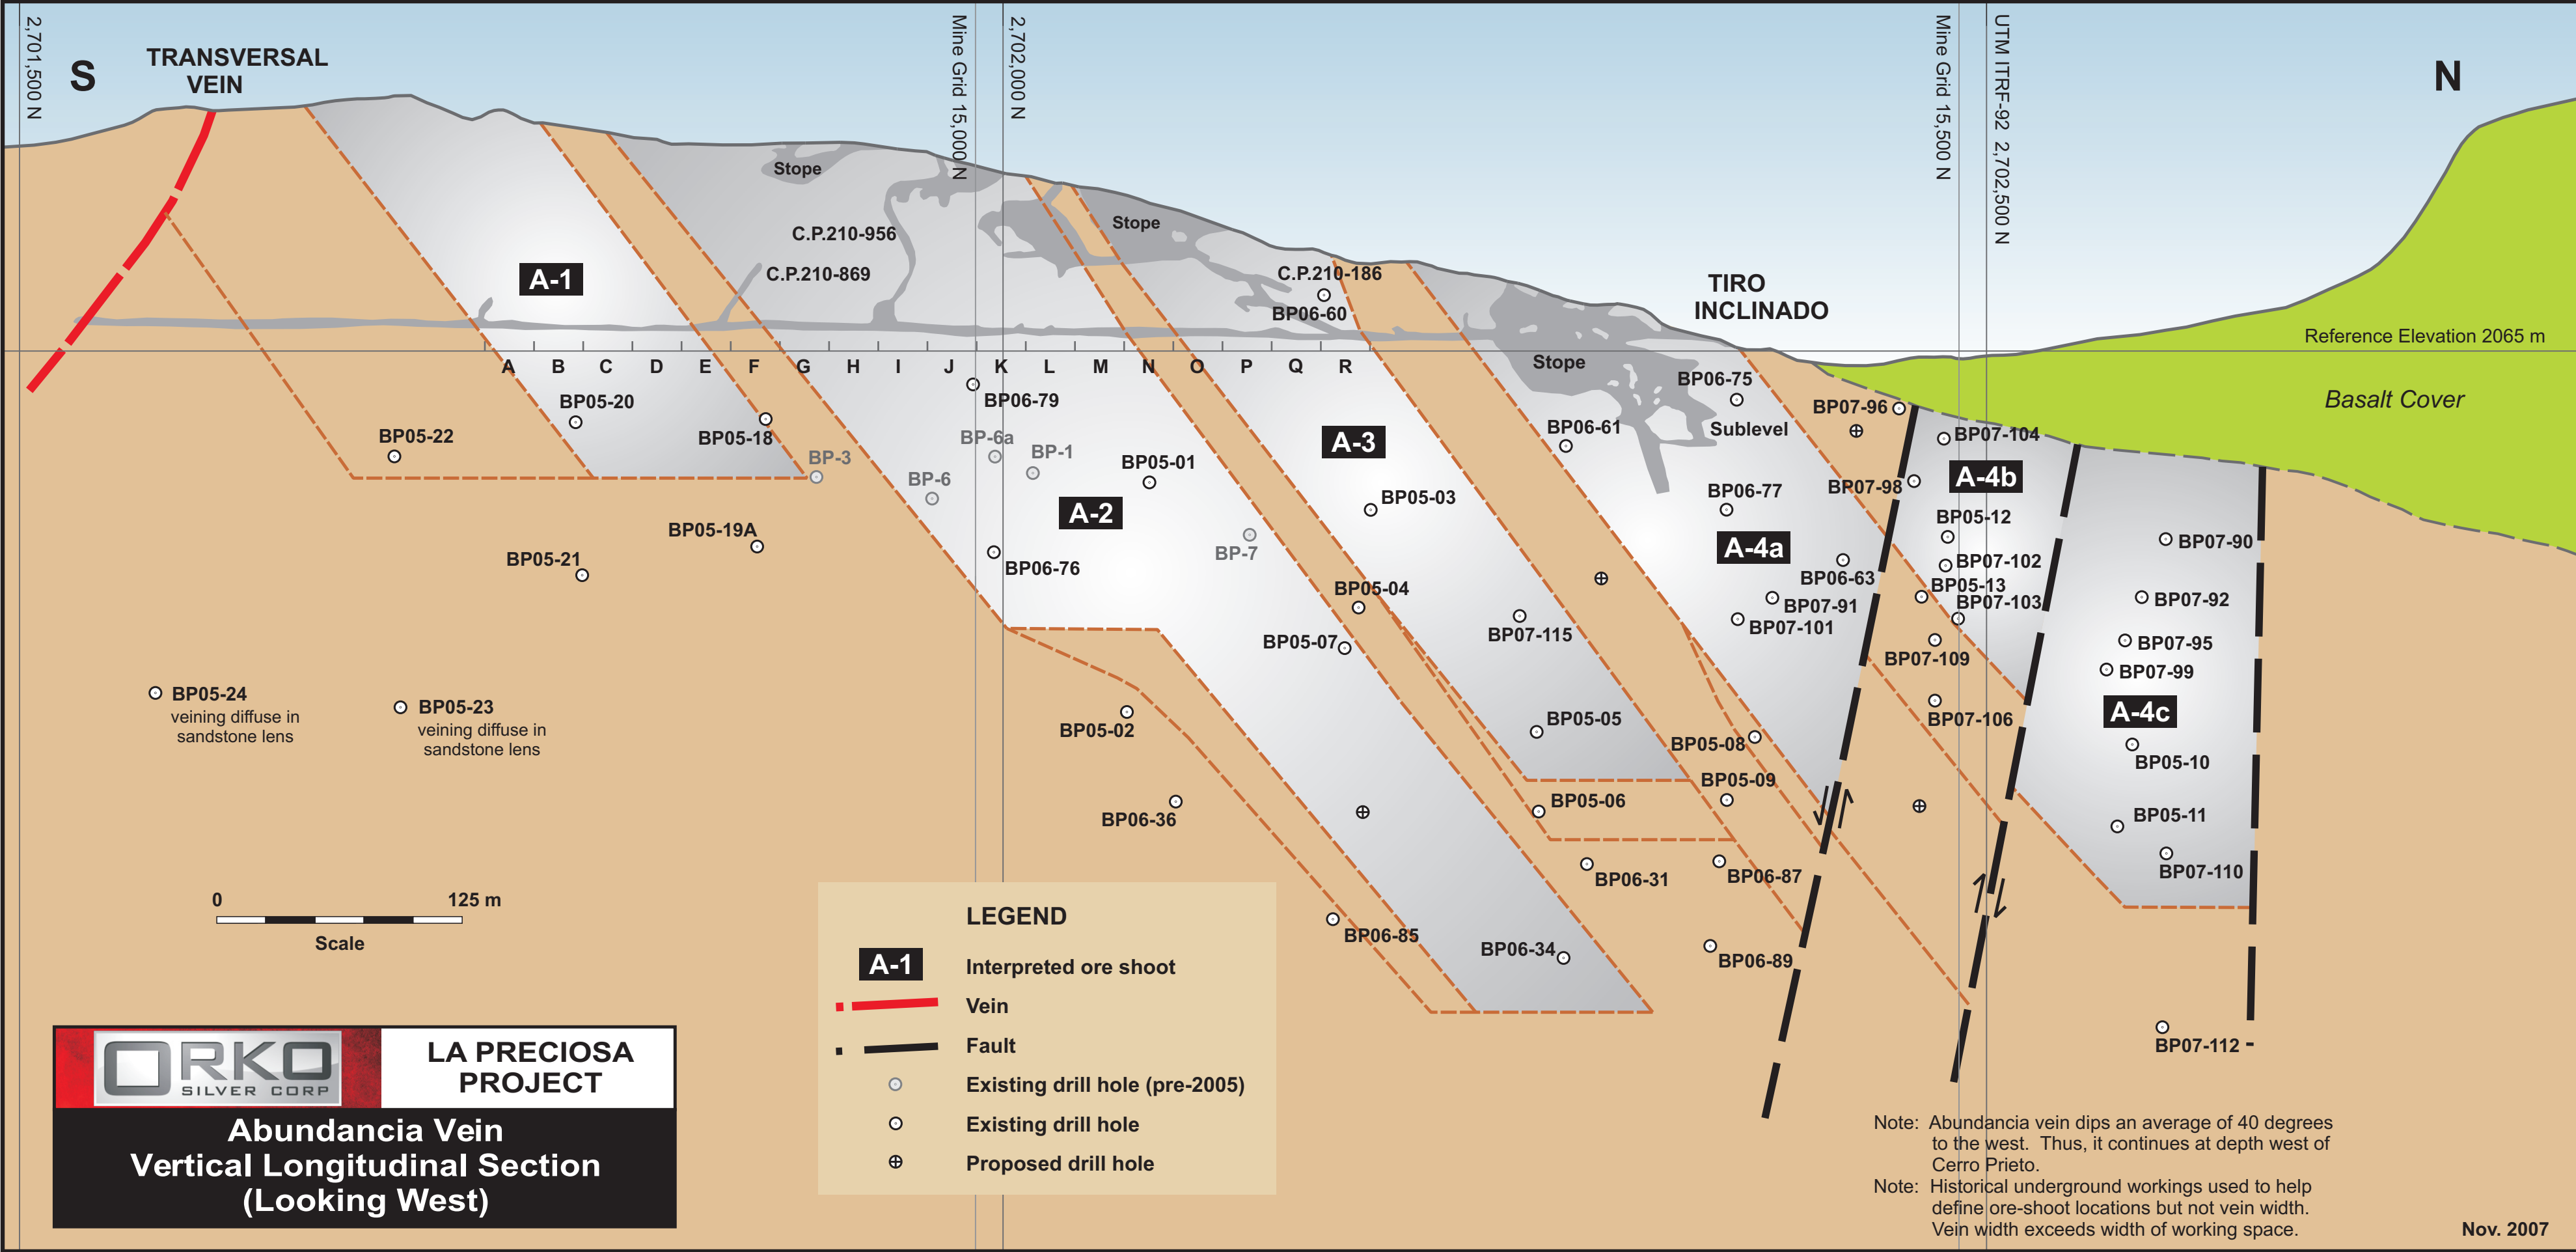 2,701,500 N
S
TRANSVERSAL
VEIN
Mine Grid 15,000N
2,702,000 N
Mine Grid 15,500 N
UTM ITRF-92 2,702,500 N
N
Stope
C.P.210-956
C.P.210-869
Stope
C.P.210-186
BP06-60
TIRO
INCLINADO
A-1
Reference Elevation 2065 m
A B C D E F G H I J K L M N O P Q R
Stope
Basalt Cover
BP05-20
BP05-22
BP05-18
BP-3
BP06-79
BP-6a
BP-1
BP-6
BP05-01
A-2
BP-7
BP06-76
A-3
BP05-03
BP06-61
BP06-75
Sublevel
BP06-77
A-4a
BP06-63
BP07-91
BP07-101
BP07-96
BP07-98
BP07-104
A-4b
BP05-12
BP07-102
BP05-13
BP07-103
BP07-109
BP07-106
BP07-90
BP07-92
BP07-95
BP07-99
A-4c
BP05-10
BP05-11
BP07-110
BP07-112
BP05-19A
BP05-21
BP05-04
BP05-07
BP07-115
BP05-05
BP05-08
BP05-09
BP05-06
BP06-31
BP06-87
BP06-89
BP05-24
veining diffuse in
sandstone lens
BP05-23
veining diffuse in
sandstone lens
BP05-02
BP06-36
BP06-85
BP06-34
0 125 m
Scale
LEGEND
A-1 Interpreted ore shoot
Vein
Fault
Existing drill hole (pre-2005)
Existing drill hole
Proposed drill hole
ORKO
SILVER CORP
LA PRECIOSA
PROJECT
Abundancia Vein
Vertical Longitudinal Section
(Looking West)
Note: Abundancia vein dips an average of 40 degrees
to the west. Thus, it continues at depth west of
Cerro Prieto.
Note: Historical underground workings used to help
define ore-shoot locations but not vein width.
Vein width exceeds width of working space.
Nov. 2007